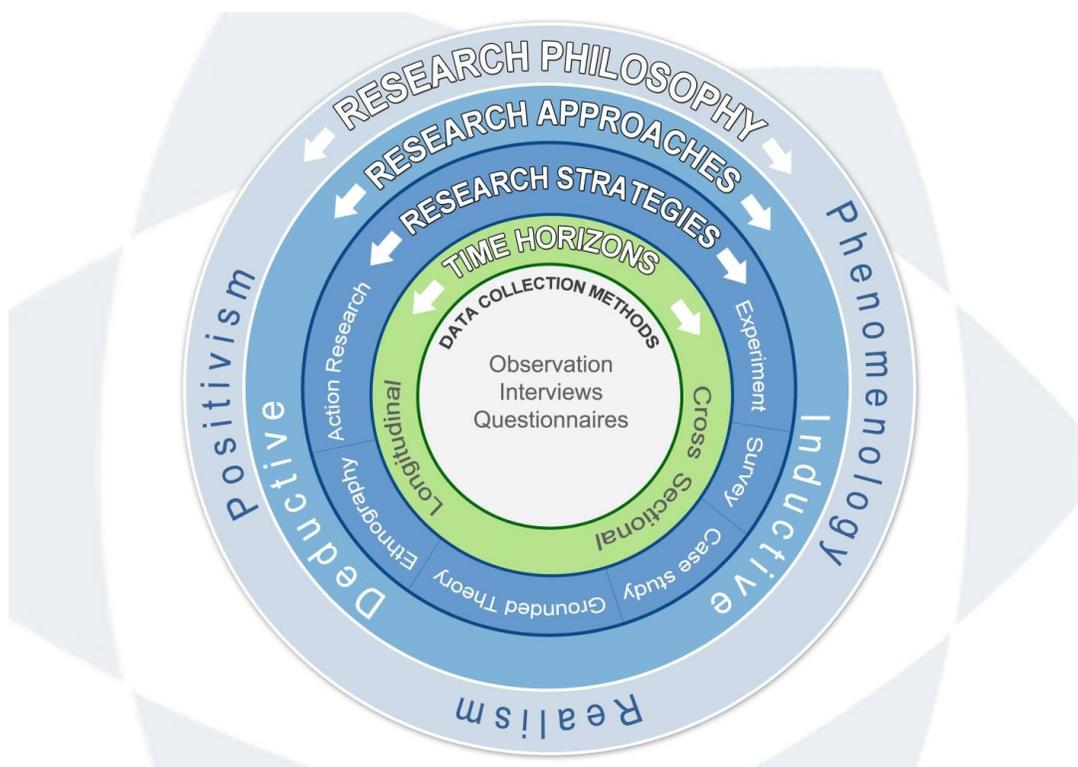 RESEARCH PHILOSOPHY
RESEARCH APPROACHES
RESEARCH STRATEGIES
TIME HORIZONS
DATA COLLECTION METHODS
Observation
Interviews
Questionnaires
Positivism
Realism
Phenomenology
Deductive
Inductive
Action Research
Ethnography
Grounded Theory
Case study
Survey
Experiment
Longitudinal
Cross Sectional